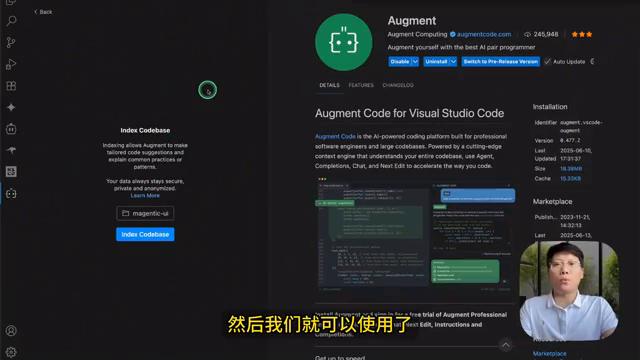 Back
Index Codebase
Indexing allows Augment to make
tailored code suggestions and
explain common practices or
patterns.
Your data always stays secure,
private and anonymized.
Learn More
magentic-ui
Index Codebase
Augment
Augment Computing augmentcode.com 245,948
Augment yourself with the best AI pair programmer
Disable Uninstall Switch to Pre-Release Version Auto Update
DETAILS FEATURES CHANGELOG
Augment Code for Visual Studio Code
Augment Code is the AI-powered coding platform built for professional
software engineers and large codebases. Powered by a cutting-edge
context engine that understands your entire codebase, use Agent,
Completions, Chat, and Next Edit to accelerate the way you code.
Install Augment and sign in for a free trial of Augment Professional
Next Edit, Instructions and
Completions.
Get up to speed
Installation
Identifier augment.vscode-
augment
Version 0.477.2
Last 2025-06-10,
Updated 17:31:37
Size 18.38MB
Cache 15.33KB
Marketplace
Publish... 2023-11-21,
14:32:13
Last 2025-06-13,
Marketplace
然后我们就可以使用了